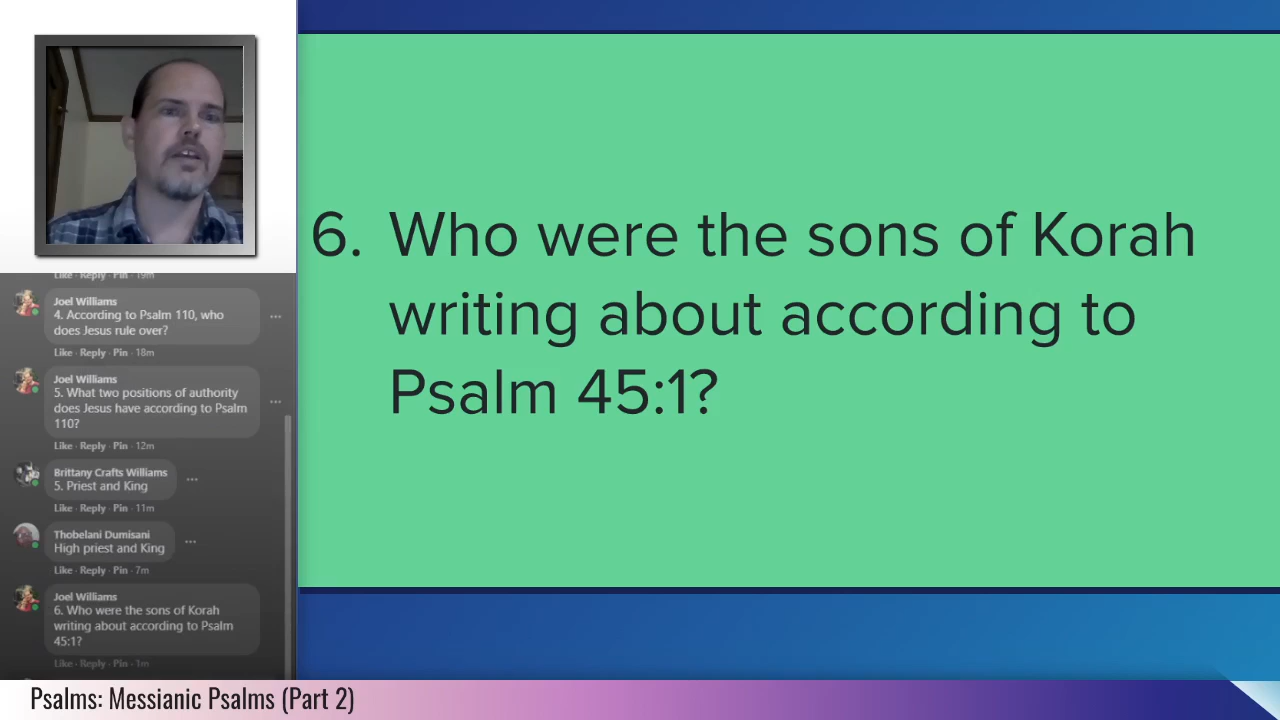 6. Who were the sons of Korah
writing about according to
Psalm 45:1?
Like · Reply · Pin · 19m
Joel Williams
4. According to Psalm 110, who
does Jesus rule over?
Like · Reply · Pin · 18m
Joel Williams
5. What two positions of authority
does Jesus have according to Psalm
110?
Like · Reply · Pin · 12m
Brittany Crafts Williams
5. Priest and King
Like · Reply · Pin · 11m
Thobelani Dumisani
High priest and King
Like · Reply · Pin · 7m
Joel Williams
6. Who were the sons of Korah
writing about according to Psalm
45:1?
Like · Reply · Pin · 1m
Psalms: Messianic Psalms (Part 2)